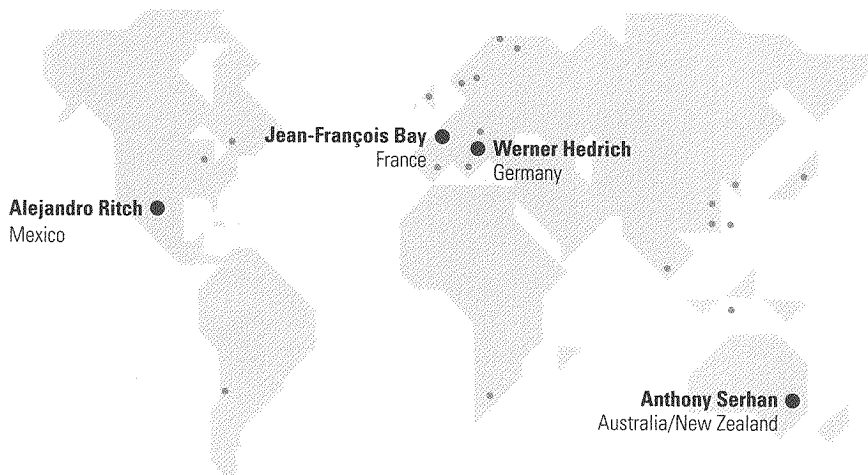 Jean-François Bay
France
Werner Hedrich
Germany
Alejandro Ritch
Mexico
Anthony Serhan
Australia/New Zealand